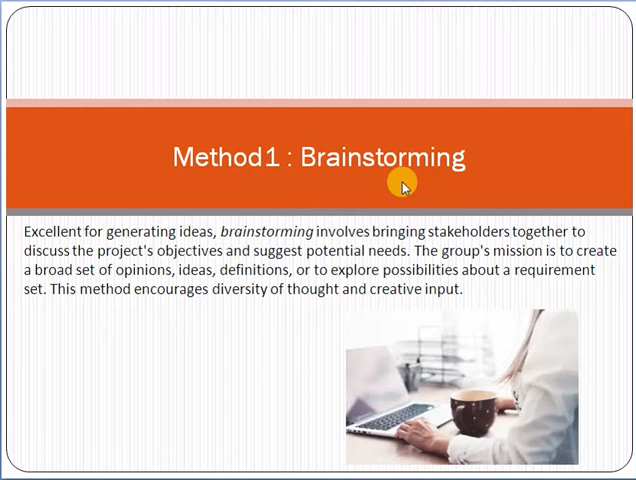 Method1 : Brainstorming
Excellent for generating ideas, brainstorming involves bringing stakeholders together to
discuss the project's objectives and suggest potential needs. The group's mission is to create
a broad set of opinions, ideas, definitions, or to explore possibilities about a requirement
set. This method encourages diversity of thought and creative input.